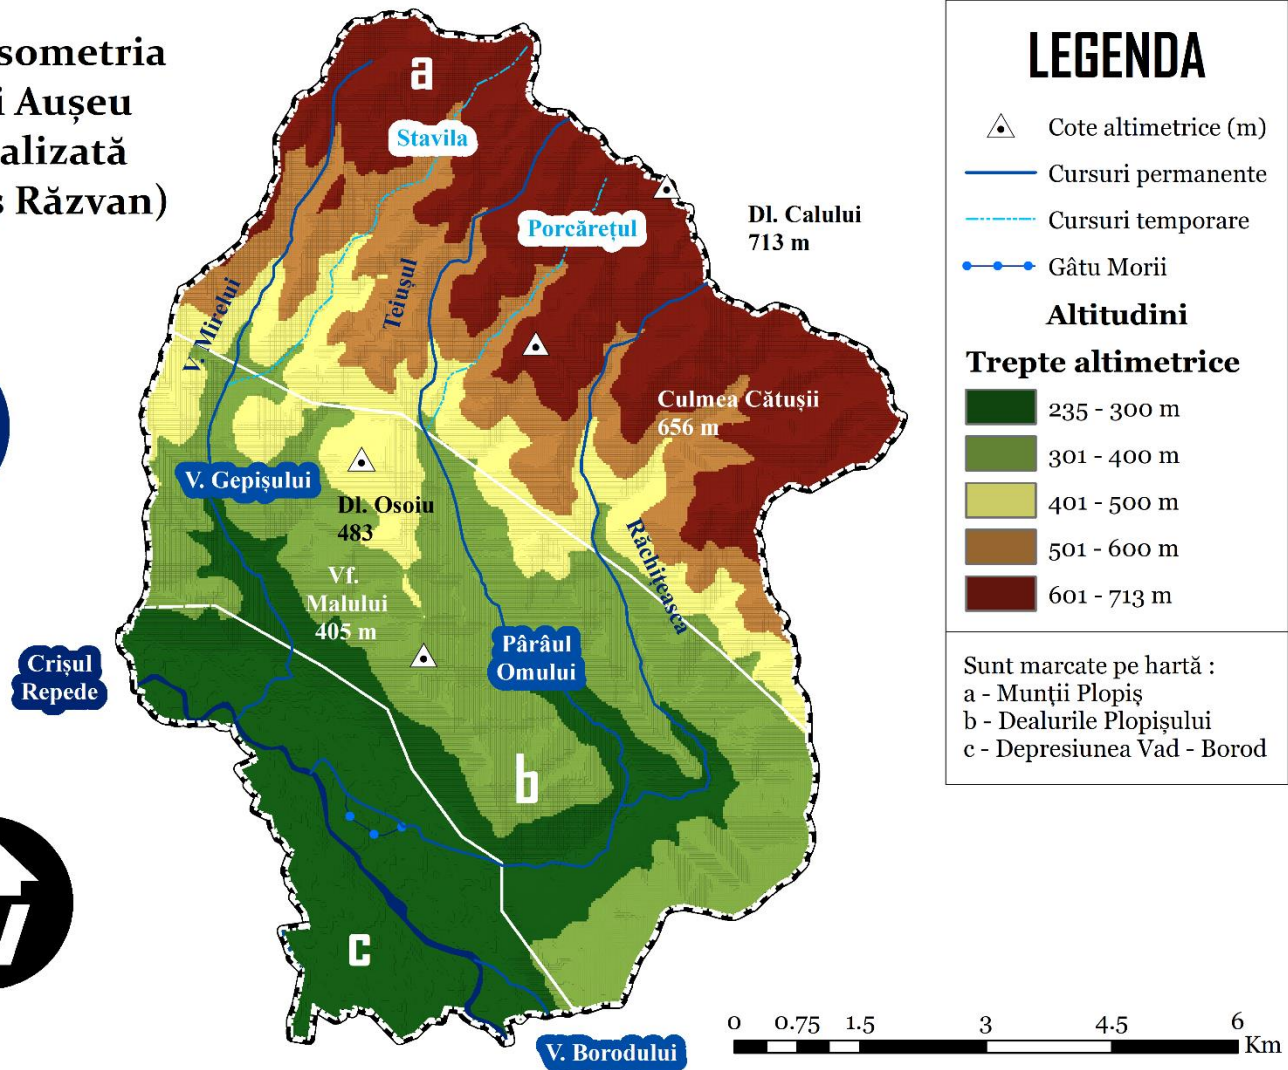 i Aușeu
Răzvan)
a
Stavila
Porcărețul
Dl. Calului
713 m
V. Mirelui
Teiușul
Culmea Cătușii
656 m
V. Gepișului
Dl. Osoiu
483
Vf.
Malului
405 m
Răchițeasca
Crișul
Repede
Pârâul
Omului
b
c
V. Borodului
LEGENDA
Cote altimetrice (m)
Cursuri permanente
Cursuri temporare
Gâtu Morii
Altitudini
Trepte altimetrice
235 - 300 m
301 - 400 m
401 - 500 m
501 - 600 m
601 - 713 m
Sunt marcate pe hartă :
a - Munții Plopiș
b - Dealurile Plopișului
c - Depresiunea Vad - Borod
0 0.75 1.5 3 4.5 6
Km